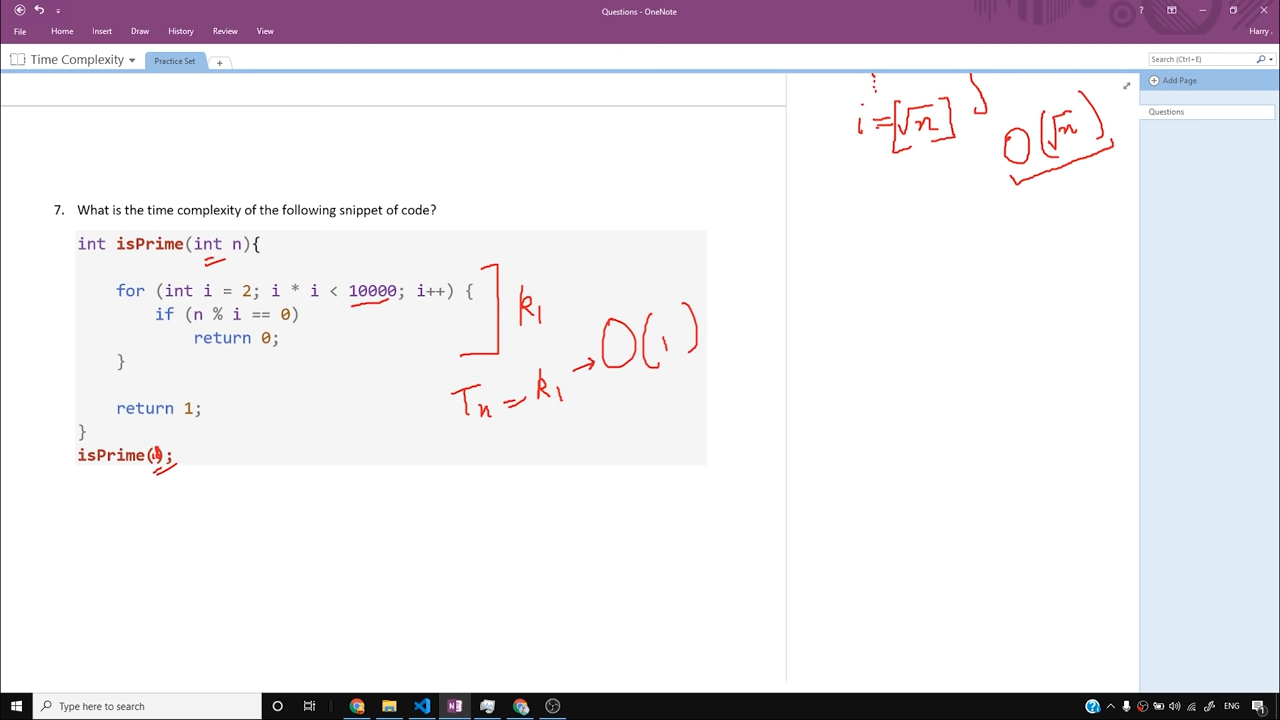 Questions - OneNote
File Home Insert Draw History Review View
Harry .
Time Complexity
Practice Set
Search (Ctrl+E)
Add Page
Questions
i = [√n]
O(√n)
7. What is the time complexity of the following snippet of code?
int isPrime(int n){
for (int i = 2; i * i < 10000; i++) {
if (n % i == 0)
return 0;
}
return 1;
}
isPrime();
k1
Tn = k1 → O(1)
Type here to search
ENG